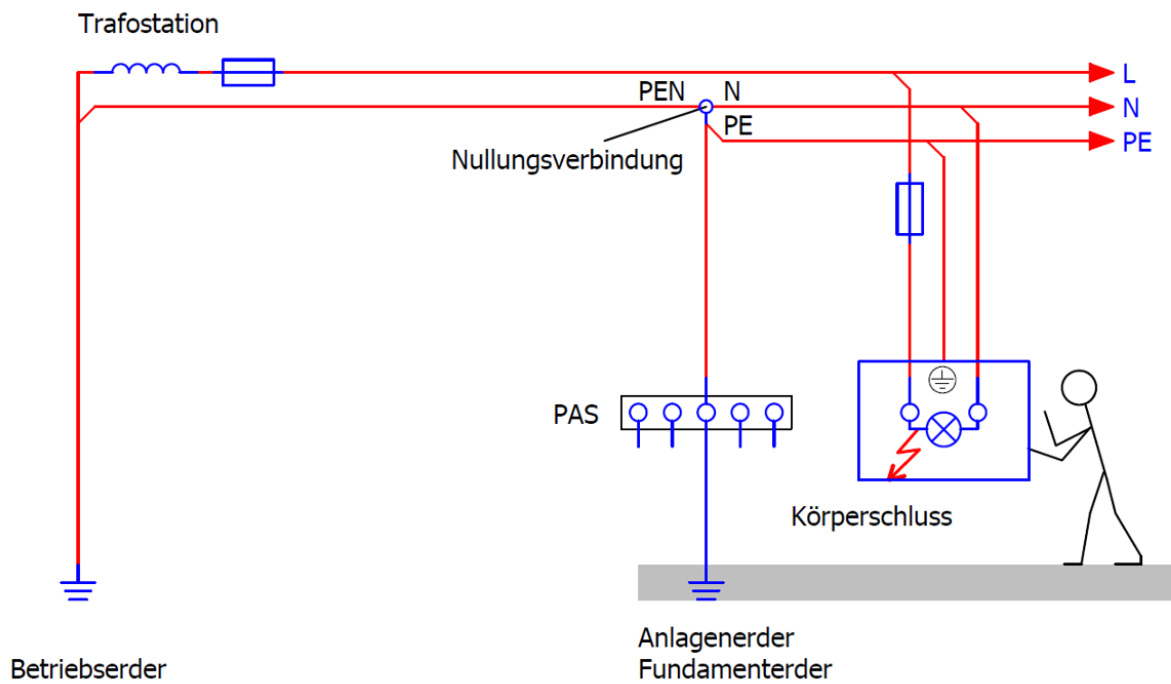 Trafostation
L
PEN N
N
PE
PE
Nullungsverbindung
PAS
Körperschluss
Anlagenerder
Fundamenterder
Betriebserder